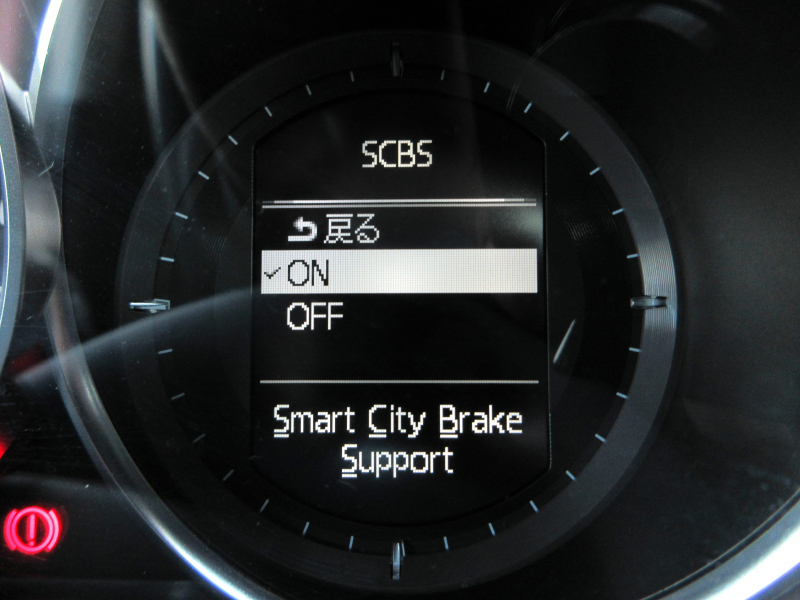 SCBS
戻る
ON
OFF
Smart City Brake
Support